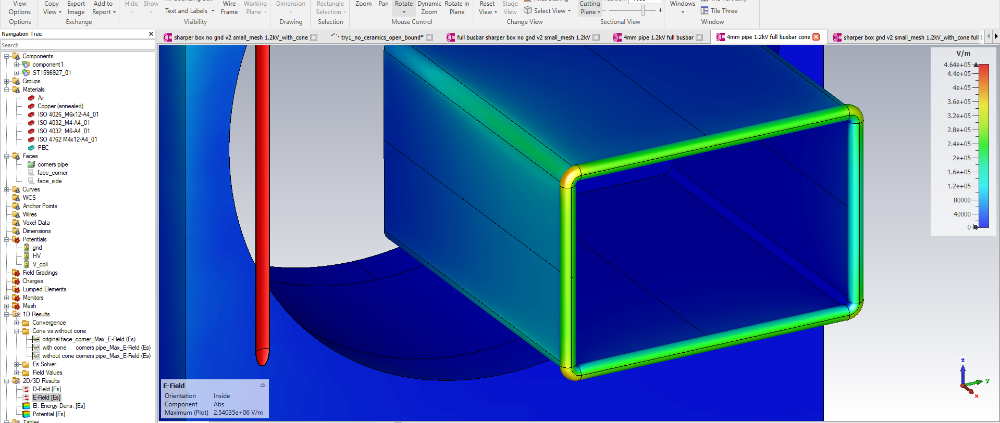 View Options
Options
Copy View
Export Image
Add to Report
Exchange
Hide
Show
Bounding Box
Text and Labels
Wire Frame
Working Plane
Visibility
Dimension
Drawing
Rectangle Selection
Selection
Zoom
Pan
Rotate
Dynamic Zoom
Rotate in Plane
Mouse Control
Reset View
Stage View
Axes Scaling
Select View
Change View
Cutting Plane
Position:
Sectional View
Windows
Tile Vertically
Tile Three
Window
Navigation Tree
Search
sharper box no gnd v2 small_mesh 1.2kV_with_cone
try1_no_ceramics_open_bound*
full busbar sharper box no gnd v2 small_mesh 1.2kV
4mm pipe 1.2kV full busbar
4mm pipe 1.2kV full busbar cone
sharper box gnd v2 small_mesh 1.2kV_with_cone full b
Components
component1
ST1596927_01
Groups
Materials
Air
Copper (annealed)
ISO 4026_M6x12-A4_01
ISO 4032_M4-A4_01
ISO 4032_M6-A4_01
ISO 4762 M4x12-A4_01
PEC
Faces
corners pipe
face_corner
face_side
Curves
WCS
Anchor Points
Wires
Voxel Data
Dimensions
Potentials
gnd
HV
V_coil
Field Gradings
Charges
Lumped Elements
Monitors
Mesh
1D Results
Convergence
Cone vs without cone
original face_corner_Max_E-Field (Es)
with cone corners pipe_Max_E-Field (Es)
without cone corners pipe_Max_E-Field (Es)
Es Solver
Field Values
2D/3D Results
D-Field [Es]
E-Field [Es]
El. Energy Dens. [Es]
Potential [Es]
Tables
V/m
4.64e+05
4.4e+05
4e+05
3.6e+05
3.2e+05
2.8e+05
2.4e+05
2e+05
1.6e+05
1.2e+05
80000
40000
0
E-Field
Orientation Inside
Component Abs
Maximum (Plot) 2.54035e+06 V/m
z
y
x